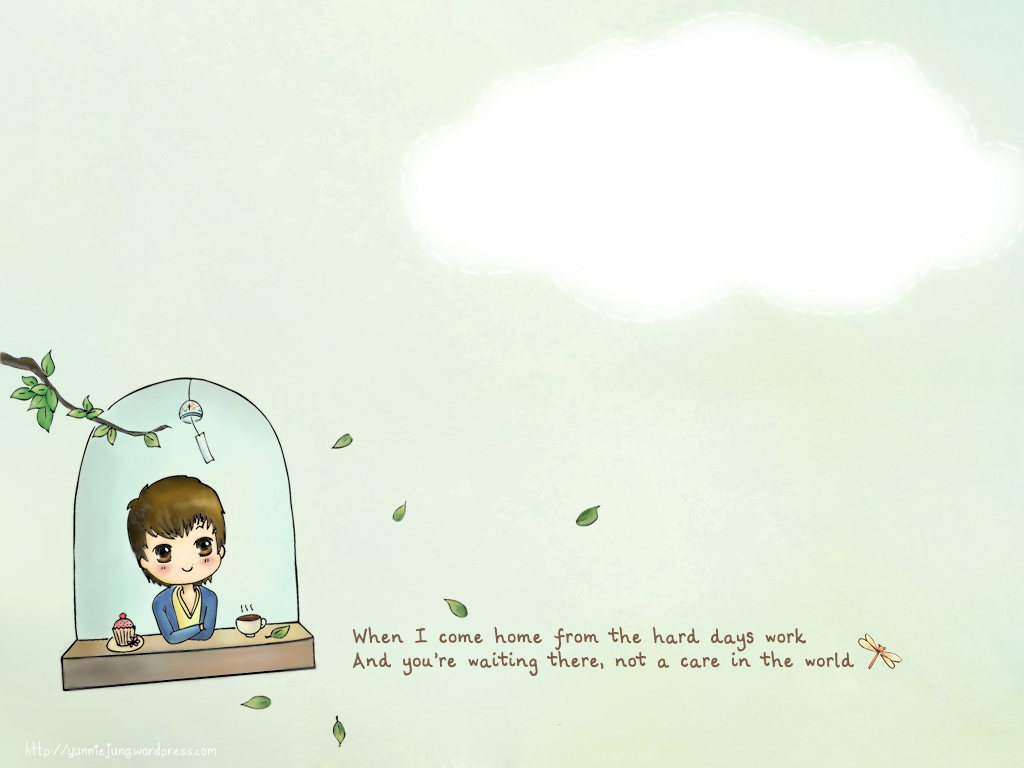 When I come home from the hard days work
And you're waiting there, not a care in the world
http://yunniejung.wordpress.com